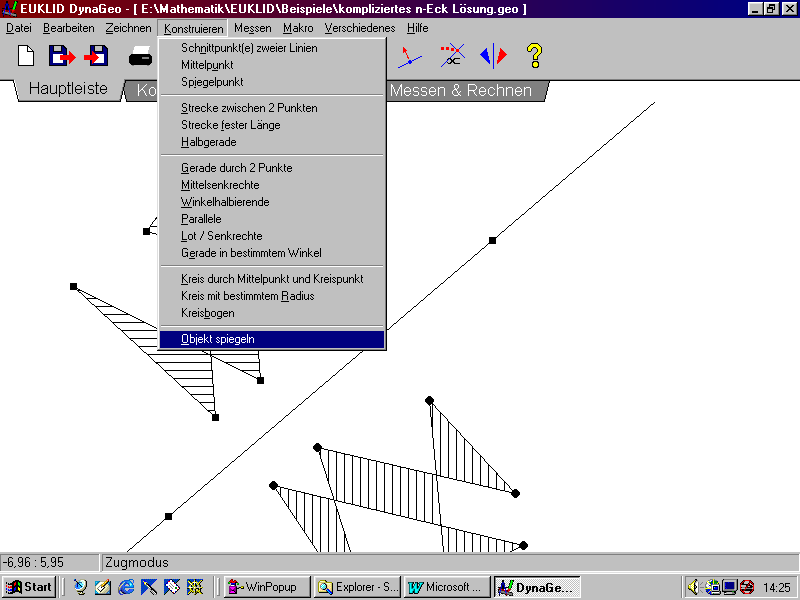 EUKLID DynaGeo - [ E:\Mathematik\EUKLID\Beispiele\kompliziertes n-Eck Lösung.geo ]
Datei Bearbeiten Zeichnen Konstruieren Messen Makro Verschiedenes Hilfe
Hauptleiste Ko Messen & Rechnen
Schnittpunkt(e) zweier Linien
Mittelpunkt
Spiegelpunkt
Strecke zwischen 2 Punkten
Strecke fester Länge
Halbgerade
Gerade durch 2 Punkte
Mittelsenkrechte
Winkelhalbierende
Parallele
Lot / Senkrechte
Gerade in bestimmtem Winkel
Kreis durch Mittelpunkt und Kreispunkt
Kreis mit bestimmtem Radius
Kreisbogen
Objekt spiegeln
-6,96 : 5,95 Zugmodus
Start WinPopup Explorer - S... Microsoft ... DynaGe... 14:25